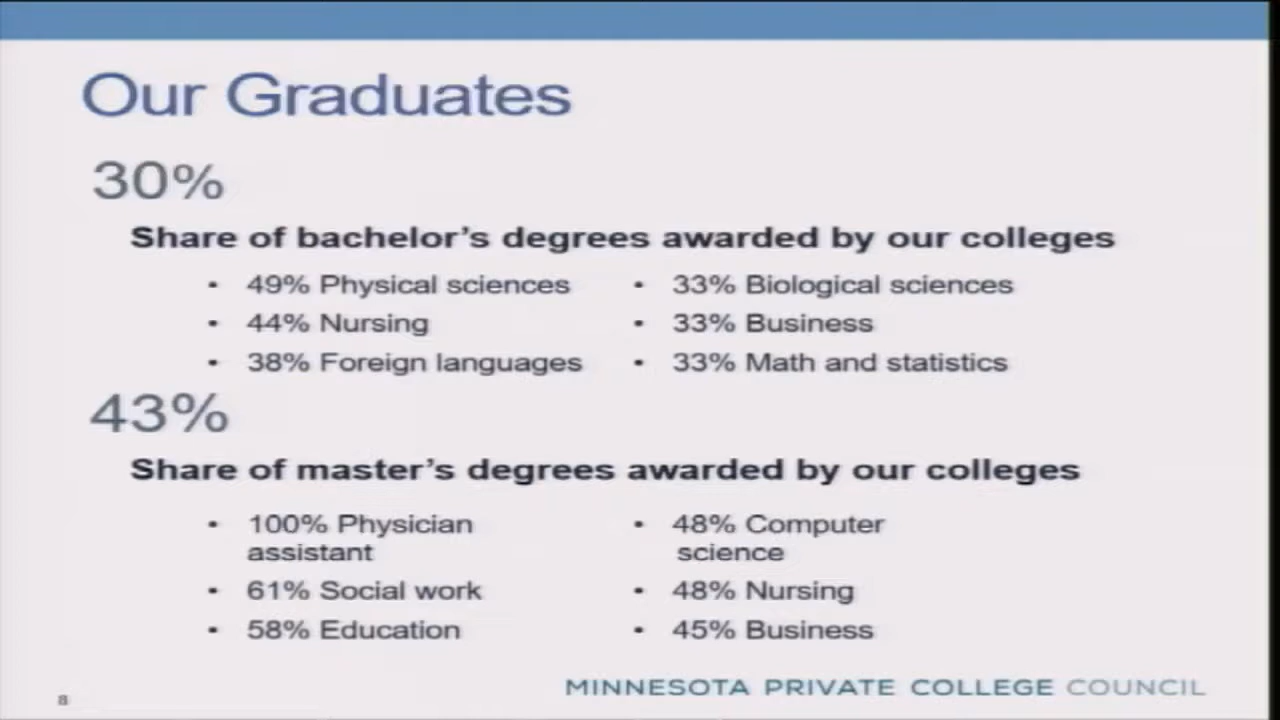 Our Graduates
30%
Share of bachelor's degrees awarded by our colleges
• 49% Physical sciences
• 44% Nursing
• 38% Foreign languages
• 33% Biological sciences
• 33% Business
• 33% Math and statistics
43%
Share of master's degrees awarded by our colleges
• 100% Physician
assistant
• 61% Social work
• 58% Education
• 48% Computer
science
• 48% Nursing
• 45% Business
8
MINNESOTA PRIVATE COLLEGE COUNCIL